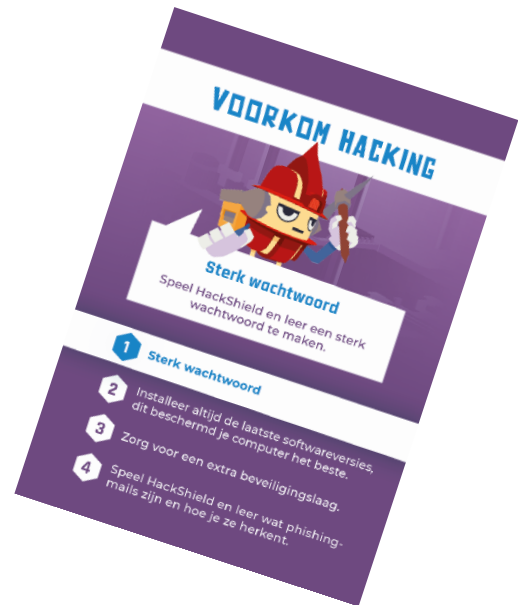 VOORKOM HACKING
Sterk wachtwoord
Speel HackShield en leer een sterk
wachtwoord te maken.
1 Sterk wachtwoord
2 Installeer altijd de laatste softwareversies,
dit beschermd je computer het beste.
3 Zorg voor een extra beveiligingslaag.
4 Speel HackShield en leer wat phishing-
mails zijn en hoe je ze herkent.